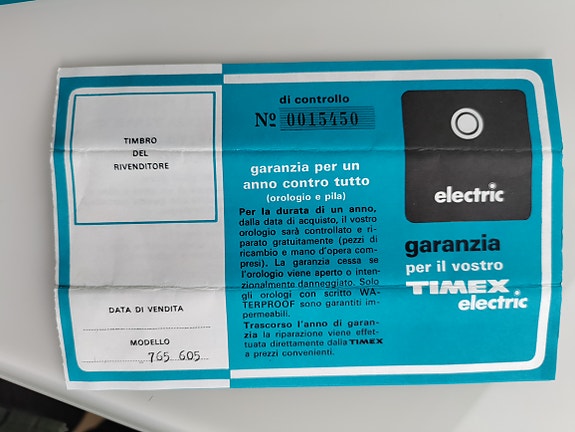 TIMBRO
DEL
RIVENDITORE
DATA DI VENDITA
MODELLO
765 605
di controllo
Nº 0015450
garanzia per un
anno contro tutto
(orologio e pila)
Per la durata di un anno,
dalla data di acquisto, il vostro
orologio sarà controllato e ri-
parato gratuitamente (pezzi di
ricambio e mano d'opera com-
presi). La garanzia cessa se
l'orologio viene aperto o inten-
zionalmente danneggiato. Solo
gli orologi con scritto WA-
TERPROOF sono garantiti im-
permeabili.
Trascorso l'anno di garan-
zia la riparazione viene effet-
tuata direttamente dalla TIMEX
a prezzi convenienti.
electric
garanzia
per il vostro
TIMEX
electric